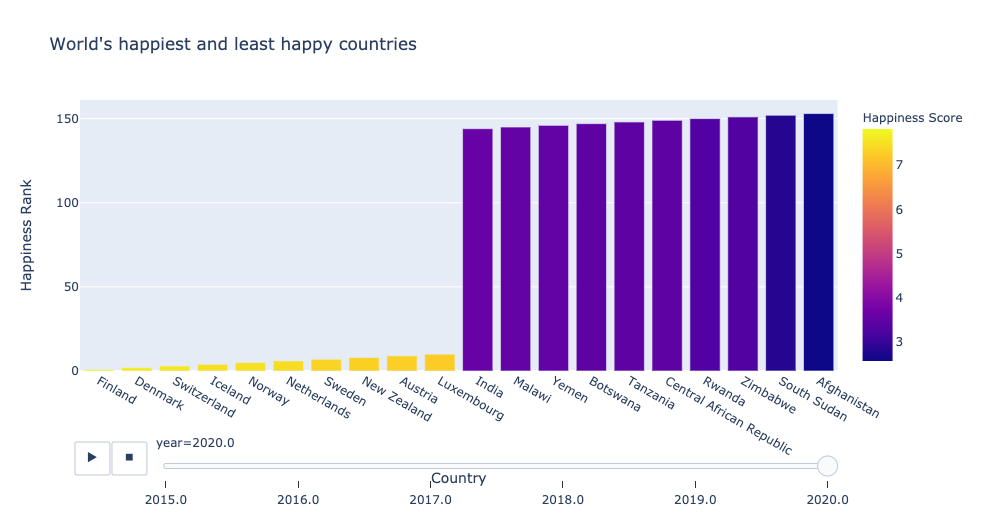 World's happiest and least happy countries
Happiness Rank
150
100
50
0
Finland
Denmark
Switzerland
Iceland
Norway
Netherlands
Sweden
New Zealand
Austria
Luxembourg
India
Malawi
Yemen
Botswana
Tanzania
Central African Republic
Rwanda
Zimbabwe
South Sudan
Afghanistan
Happiness Score
7
6
5
4
3
year=2020.0
Country
2015.0
2016.0
2017.0
2018.0
2019.0
2020.0